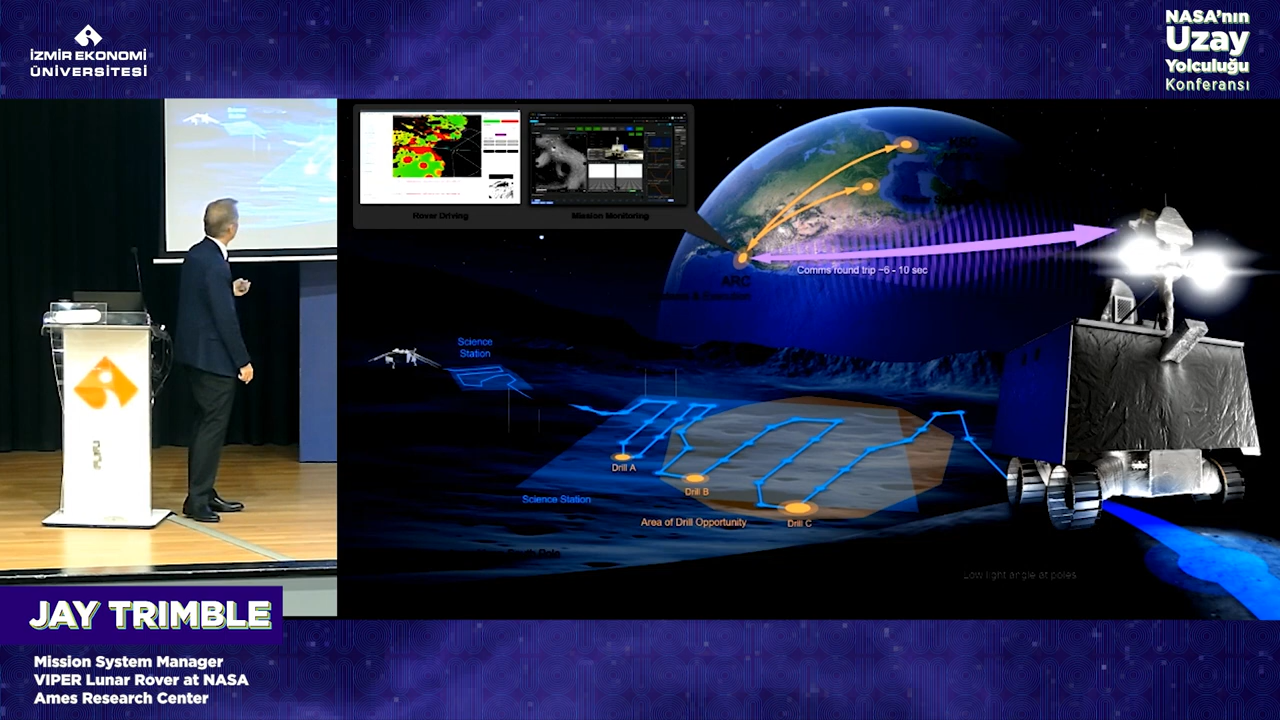 İZMİR EKONOMİ
ÜNİVERSİTESİ
NASA'nın
Uzay
Yolculuğu
Konferansı
Rover Driving
Mission Monitoring
Comms round trip ~6 - 10 sec
ARC
Science
Station
Drill A
Drill B
Science Station
Area of Drill Opportunity
Drill C
Low light angle at poles
JAY TRIMBLE
Mission System Manager
VIPER Lunar Rover at NASA
Ames Research Center